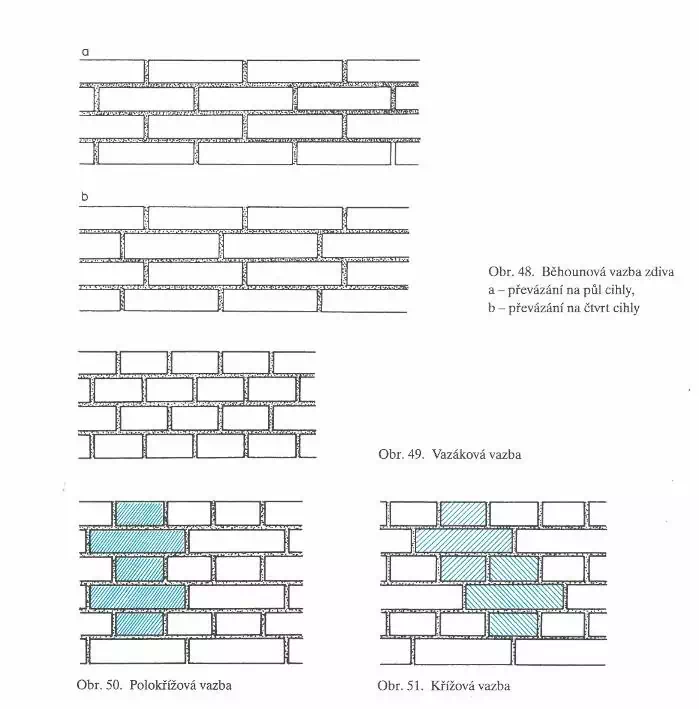 a
b
Obr. 48. Běhounová vazba zdiva
a – převázání na půl cihly,
b – převázání na čtvrt cihly
Obr. 49. Vazáková vazba
Obr. 50. Polokřížová vazba
Obr. 51. Křížová vazba